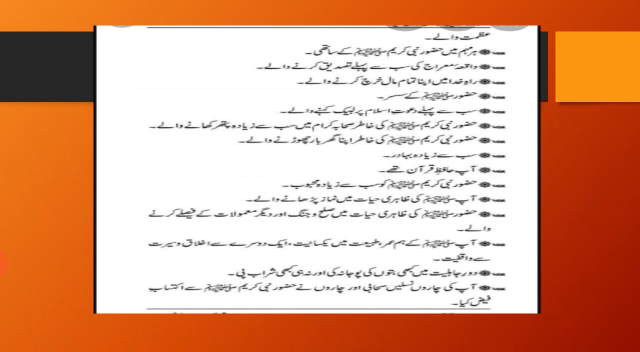 عظمت والے۔
ہر مہم میں حضور نبی کریم ﷺ کے ساتھی۔
واقعۂ معراج کی سب سے پہلے تصدیق کرنے والے۔
راہِ خدا میں اپنا تمام مال خرچ کرنے والے۔
حضور ﷺ کے سسر۔
سب سے پہلے دعوتِ اسلام پر لبیک کہنے والے۔
حضور نبی کریم ﷺ کی خاطر صحابہ کرام میں سب سے زیادہ پتھر کھانے والے۔
حضور نبی کریم ﷺ کی خاطر اپنا گھر بار چھوڑنے والے۔
سب سے زیادہ بہادر۔
آپ حافظِ قرآن تھے۔
حضور نبی کریم ﷺ کو سب سے زیادہ محبوب۔
آپ ﷺ کی ظاہری حیات میں نماز پڑھانے والے۔
حضور ﷺ کی ظاہری حیات میں صلح و جنگ اور دیگر معمولات کے فیصلے کرنے
والے۔
آپ ﷺ کے ہم عمر، طبیعت میں یکسانیت، ایک دوسرے سے اخلاق و سیرت
سے واقفیت۔
دورِ جاہلیت میں کبھی بتوں کی پوجا نہ کی اور نہ ہی کبھی شراب پی۔
آپ کی چاروں نسلیں صحابی اور چاروں نے حضور نبی کریم ﷺ سے اکتساب
فیض کیا۔